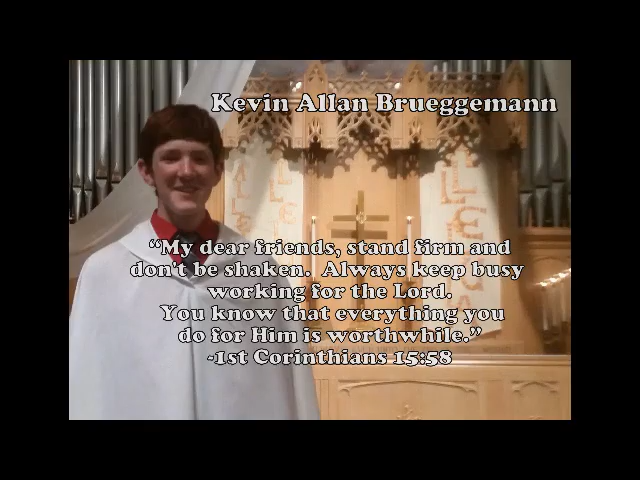 Kevin Allan Brueggemann
"My dear friends, stand firm and
don't be shaken. Always keep busy
working for the Lord.
You know that everything you
do for Him is worthwhile."
-1st Corinthians 15:58